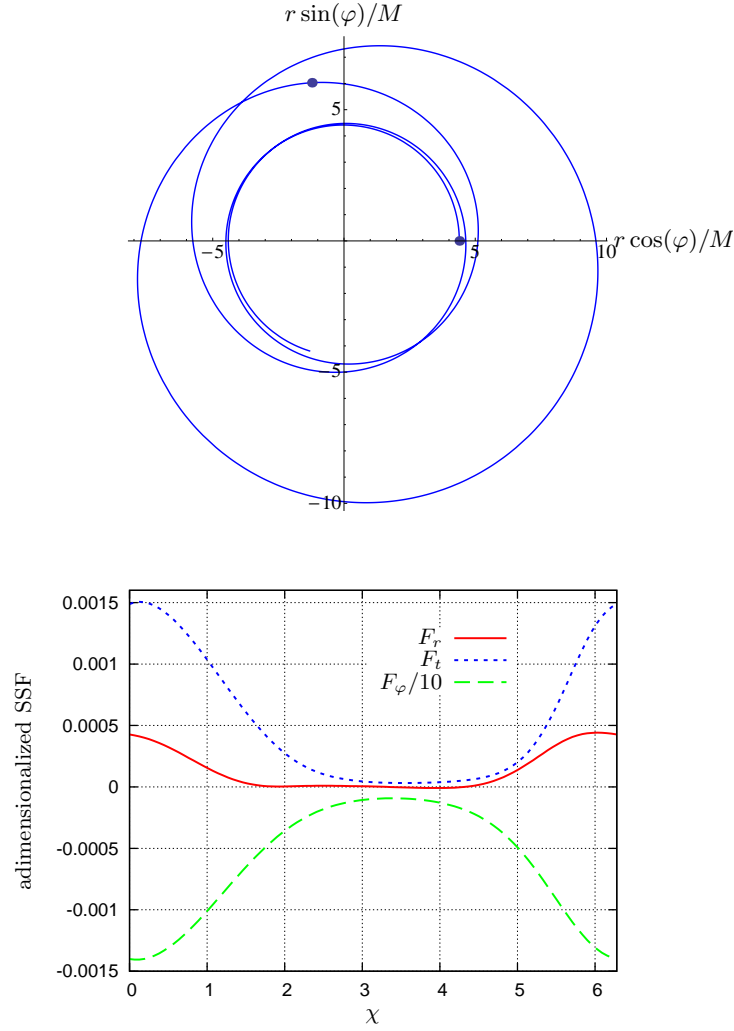 r sin(φ)/M
5
−5
5
10
r cos(φ)/M
−5
−10
0.0015
0.001
0.0005
0
-0.0005
-0.001
-0.0015
adimensionalized SSF
F_r
F_t
F_φ/10
0 1 2 3 4 5 6
χ